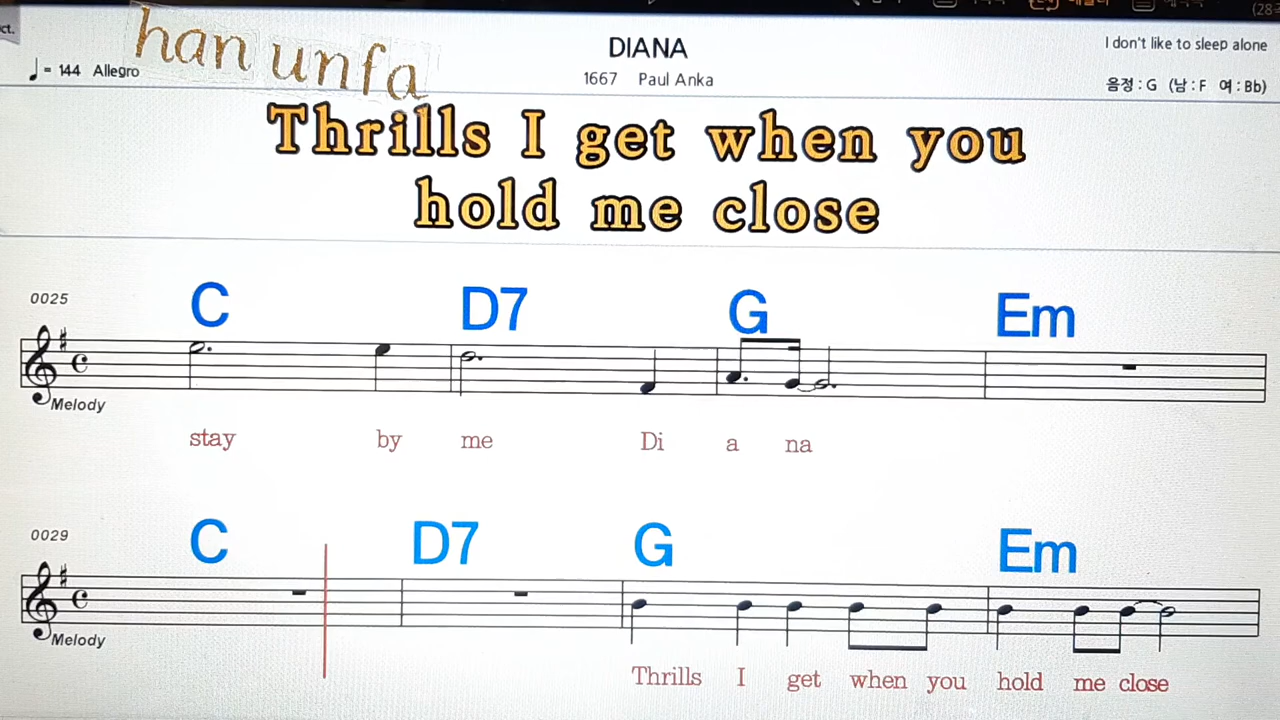 ct.
han unfa
♩= 144 Allegro
DIANA
1667 Paul Anka
I don't like to sleep alone
음정 : G (남 : F 여 : Bb)
Thrills I get when you
hold me close
0025
C D7 G Em
Melody
stay by me Di a na
0029
C D7 G Em
Melody
Thrills I get when you hold me close